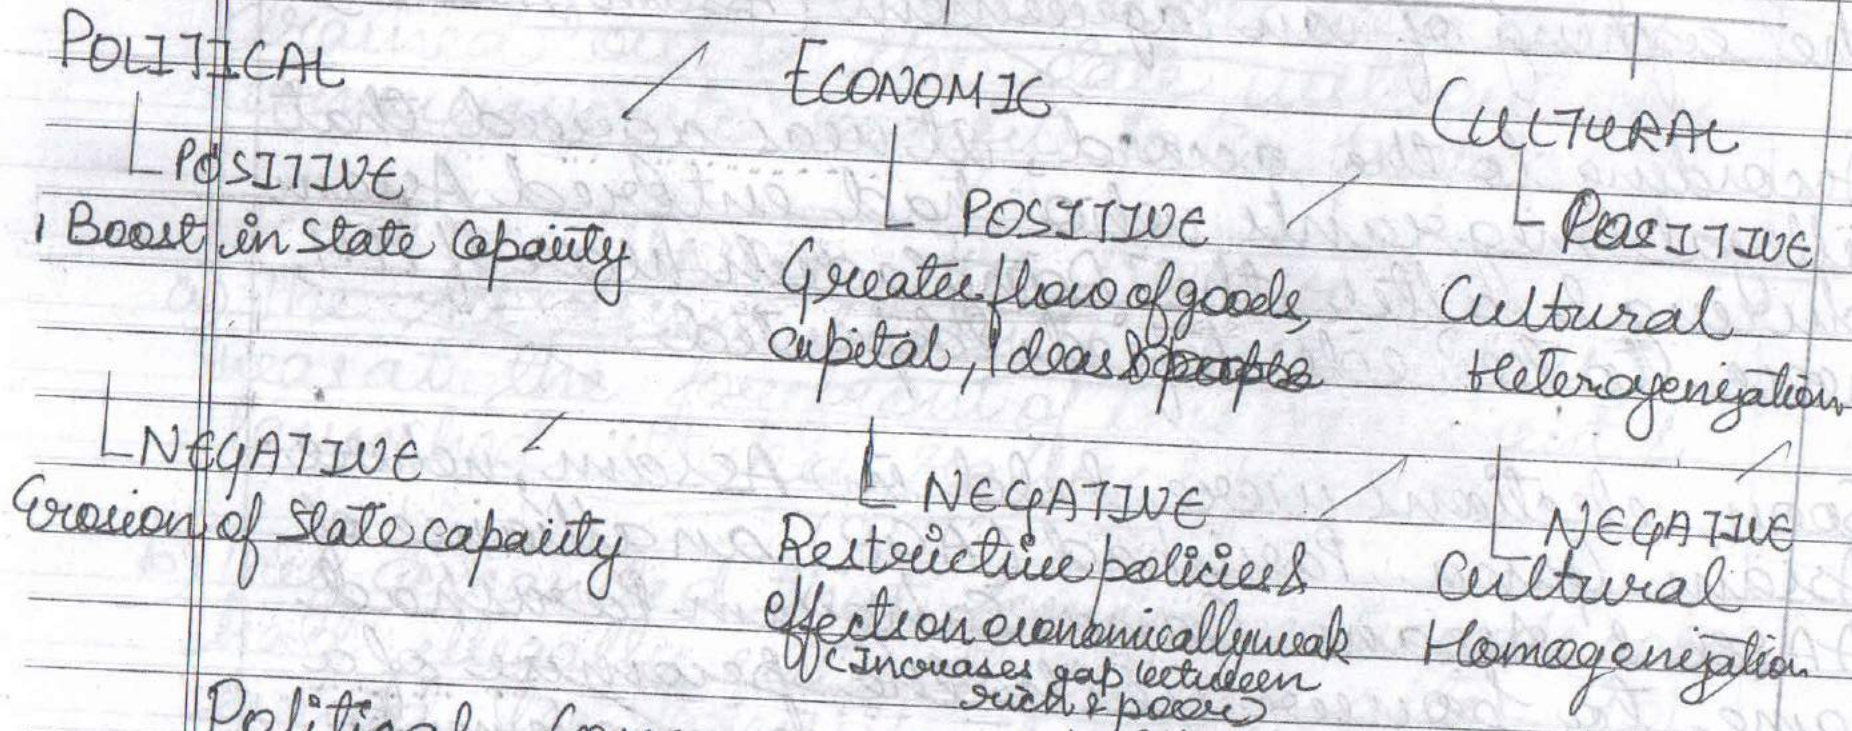 POLITICAL
POSITIVE
1 Boost in State Capacity
NEGATIVE
Erosion of State capacity
ECONOMIC
POSITIVE
Greater flow of goods,
capital, Ideas & people
NEGATIVE
Restrictive policies &
effect on economically weak
(Increases gap between
rich & poor)
CULTURAL
POSITIVE
Cultural
Heterogenization
NEGATIVE
Cultural
Homogenization
Political